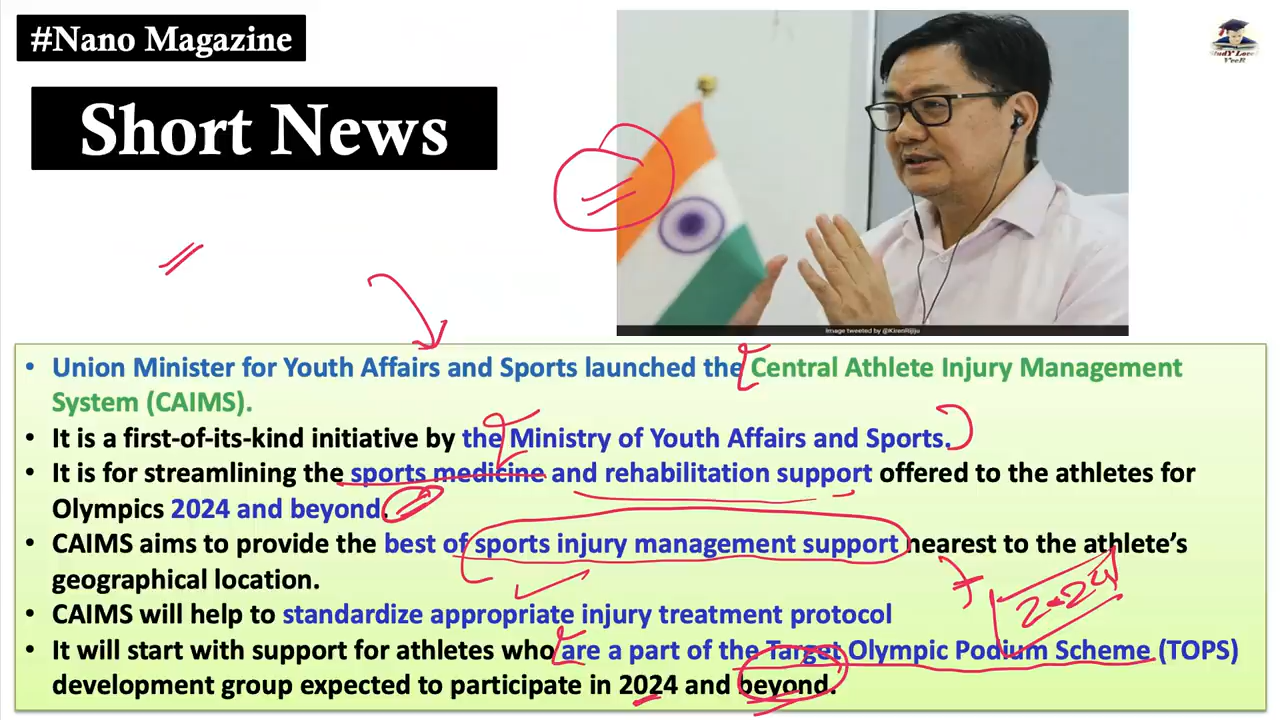 #Nano Magazine
StudY Lover
VeeR
Short News
Image tweeted by @KirenRijiju
• Union Minister for Youth Affairs and Sports launched the Central Athlete Injury Management
System (CAIMS).
• It is a first-of-its-kind initiative by the Ministry of Youth Affairs and Sports.
• It is for streamlining the sports medicine and rehabilitation support offered to the athletes for
Olympics 2024 and beyond.
• CAIMS aims to provide the best of sports injury management support nearest to the athlete's
geographical location.
• CAIMS will help to standardize appropriate injury treatment protocol
2024
• It will start with support for athletes who are a part of the Target Olympic Podium Scheme (TOPS)
development group expected to participate in 2024 and beyond.